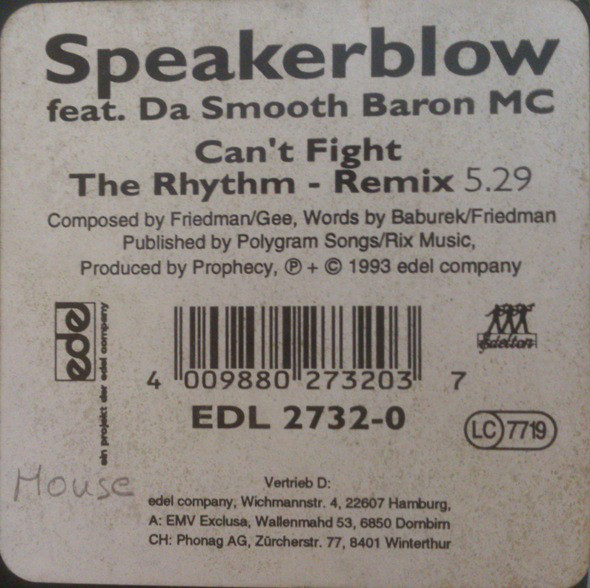 Speakerblow
feat. Da Smooth Baron MC
Can't Fight
The Rhythm - Remix 5.29
Composed by Friedman/Gee, Words by Baburek/Friedman
Published by Polygram Songs/Rix Music,
Produced by Prophecy, ℗ + © 1993 edel company
edel
ein projekt der edel company
4 009880 273203 7
edelton
EDL 2732-0
LC 7719
House
Vertrieb D:
edel company, Wichmannstr. 4, 22607 Hamburg,
A: EMV Exclusa, Wallenmahd 53, 6850 Dornbirn
CH: Phonag AG, Zürcherstr. 77, 8401 Winterthur